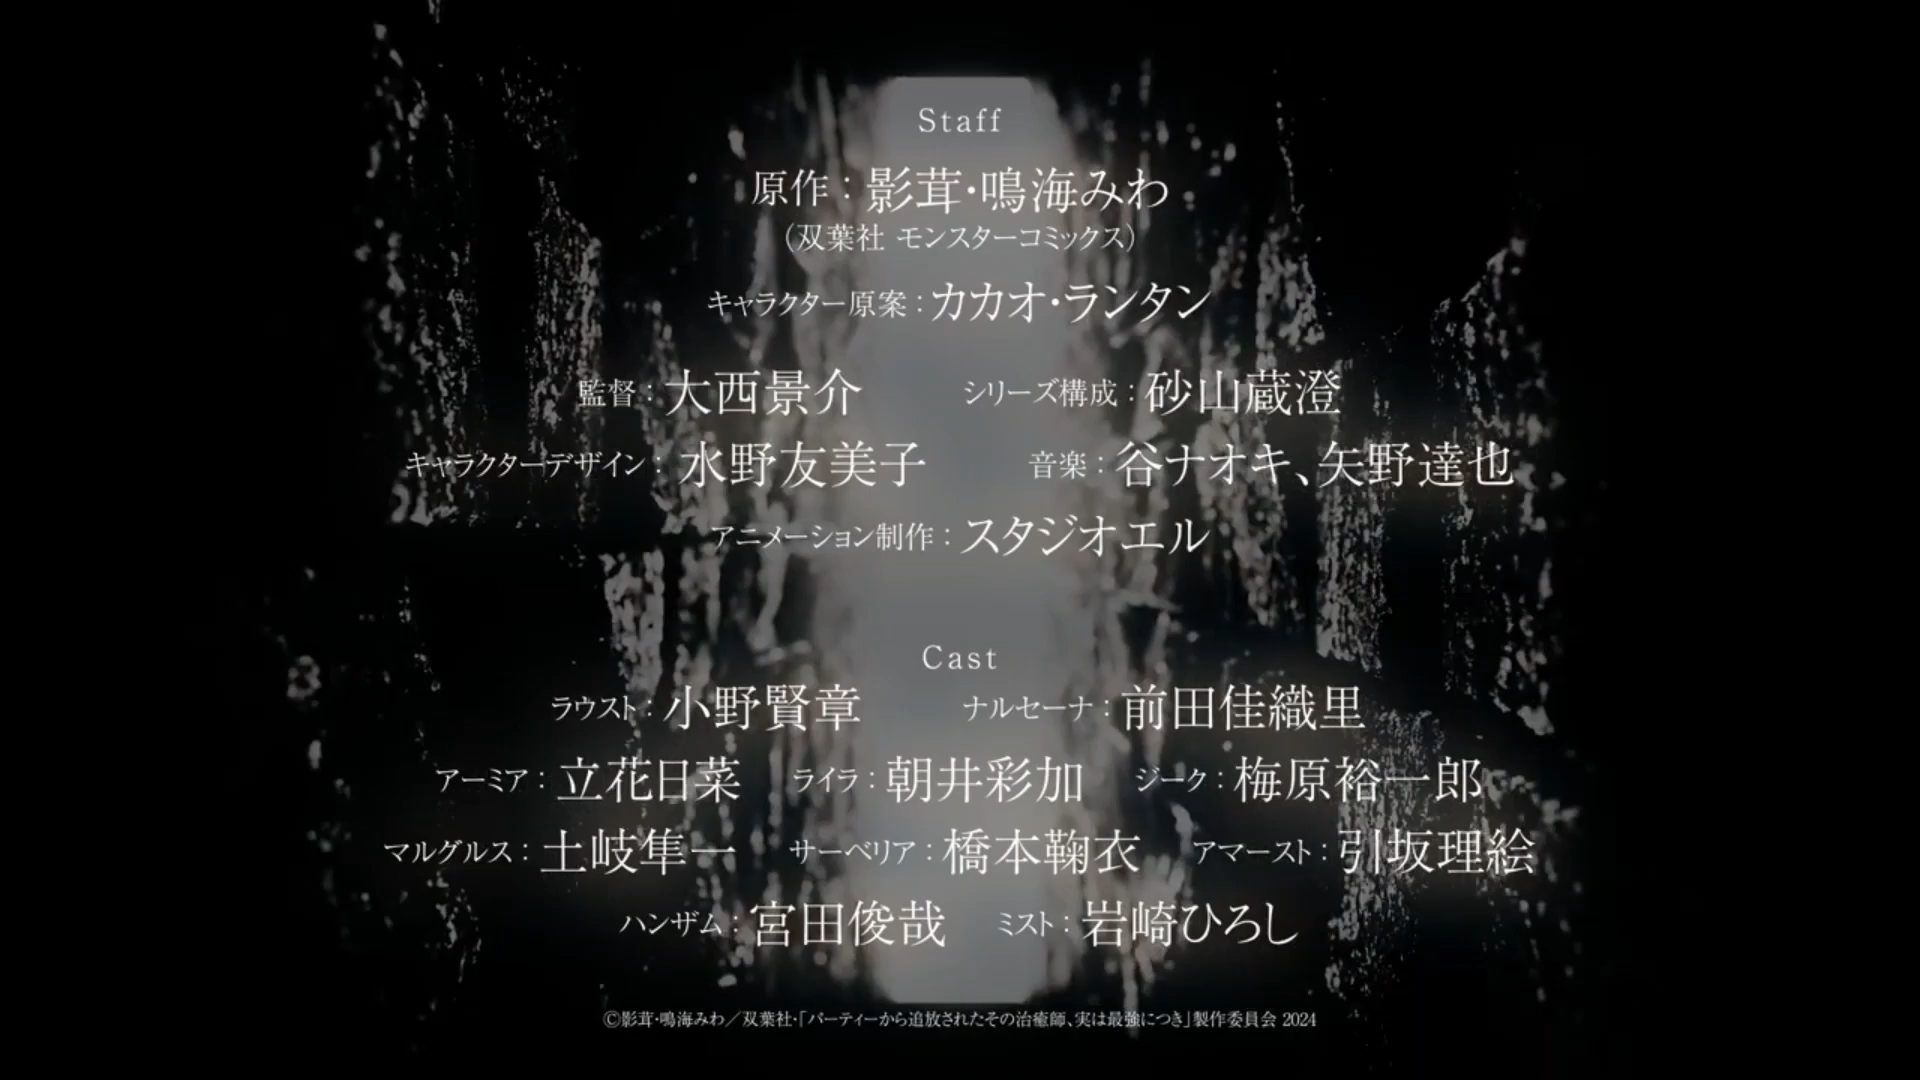 Staff
原作：影茸・鳴海みわ
（双葉社 モンスターコミックス）
キャラクター原案：カカオ・ランタン
監督：大西景介 シリーズ構成：砂山蔵澄
キャラクターデザイン：水野友美子 音楽：谷ナオキ、矢野達也
アニメーション制作：スタジオエル
Cast
ラウスト：小野賢章 ナルセーナ：前田佳織里
アーミア：立花日菜 ライラ：朝井彩加 ジーク：梅原裕一郎
マルグルス：土岐隼一 サーベリア：橋本鞠衣 アマースト：引坂理絵
ハンザム：宮田俊哉 ミスト：岩崎ひろし
©影茸・鳴海みわ／双葉社・「パーティーから追放されたその治癒師、実は最強につき」製作委員会 2024